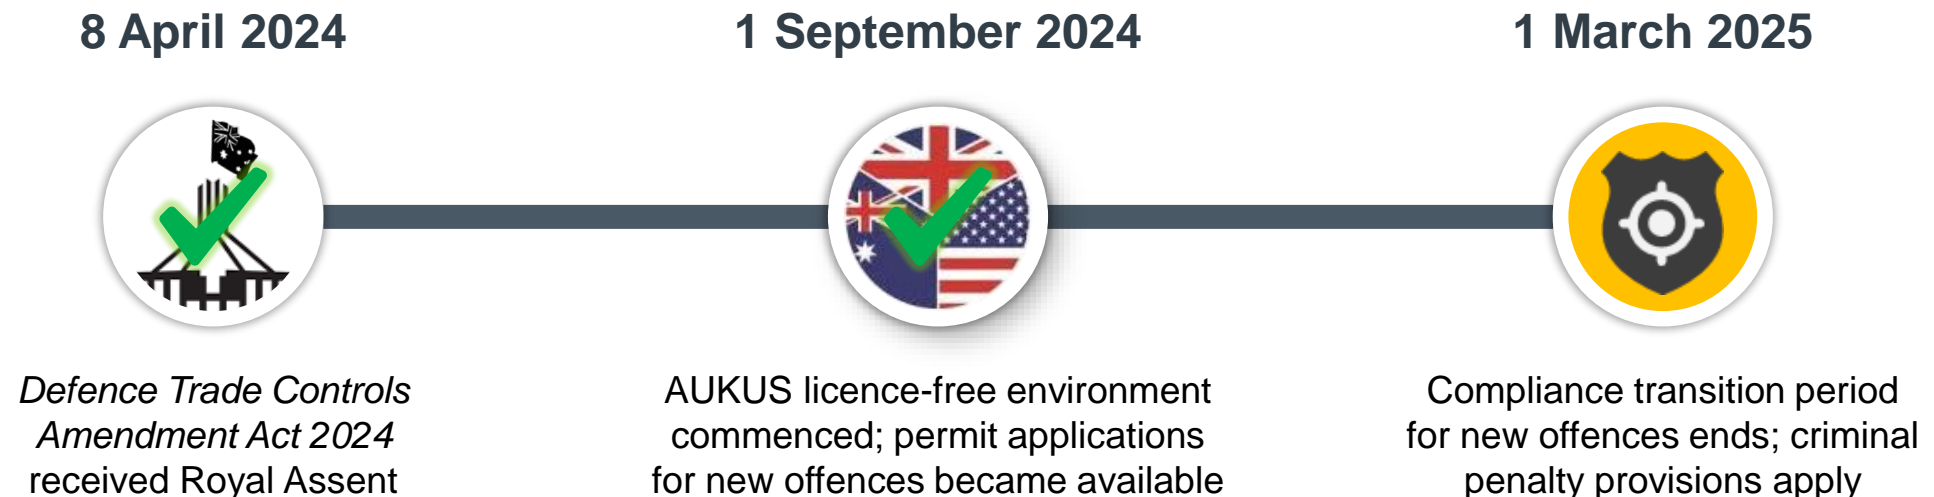 8 April 2024
1 September 2024
1 March 2025
Defence Trade Controls
Amendment Act 2024
received Royal Assent
AUKUS licence-free environment
commenced; permit applications
for new offences became available
Compliance transition period
for new offences ends; criminal
penalty provisions apply